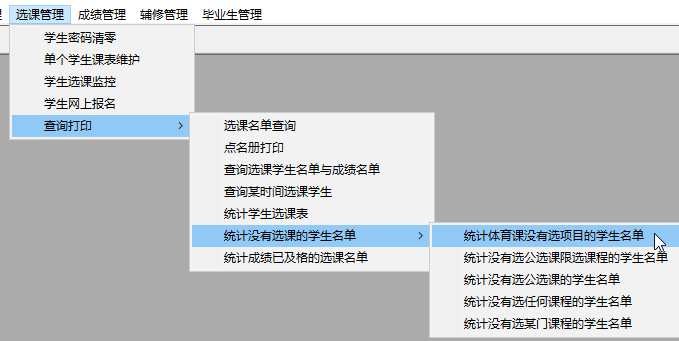 选课管理 成绩管理 辅修管理 毕业生管理
学生密码清零
单个学生课表维护
学生选课监控
学生网上报名
查询打印
选课名单查询
点名册打印
查询选课学生名单与成绩名单
查询某时间选课学生
统计学生选课表
统计没有选课的学生名单
统计成绩已及格的选课名单
统计体育课没有选项目的学生名单
统计没有选公选课限选课程的学生名单
统计没有选公选课的学生名单
统计没有选任何课程的学生名单
统计没有选某门课程的学生名单